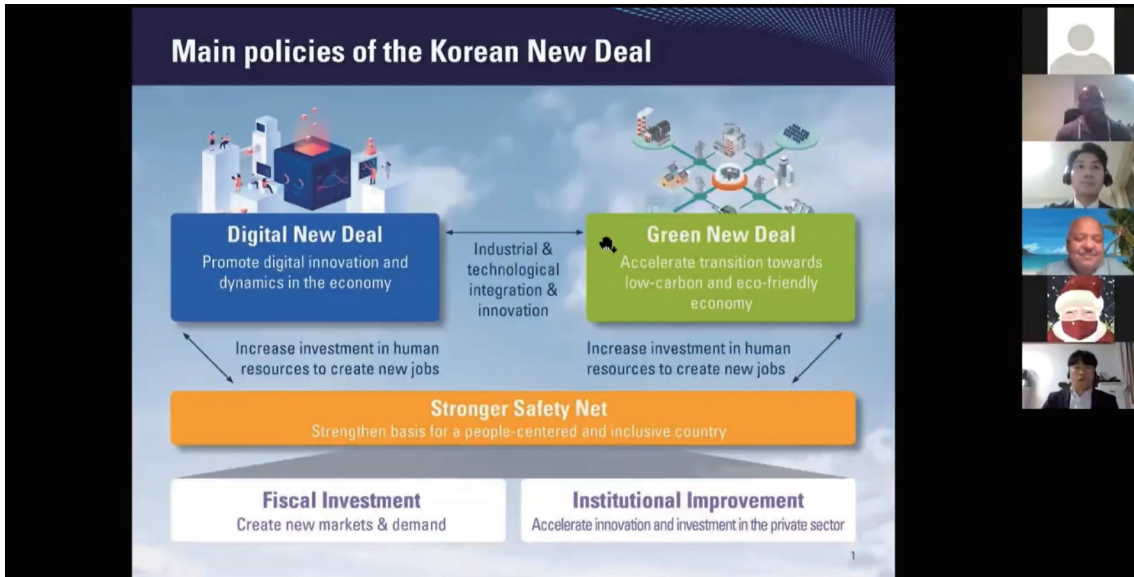 Main policies of the Korean New Deal
Digital New Deal
Promote digital innovation and
dynamics in the economy
Industrial &
technological
integration &
innovation
Green New Deal
Accelerate transition towards
low-carbon and eco-friendly
economy
Increase investment in human
resources to create new jobs
Increase investment in human
resources to create new jobs
Stronger Safety Net
Strengthen basis for a people-centered and inclusive country
Fiscal Investment
Create new markets & demand
Institutional Improvement
Accelerate innovation and investment in the private sector
1